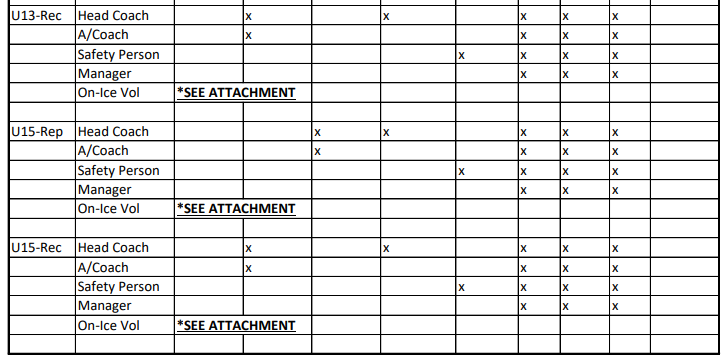 U13-Rec Head Coach x x x x x
A/Coach x x x x
Safety Person x x x x
Manager x x x
On-Ice Vol *SEE ATTACHMENT
U15-Rep Head Coach x x x x x
A/Coach x x x x
Safety Person x x x x
Manager x x x
On-Ice Vol *SEE ATTACHMENT
U15-Rec Head Coach x x x x x
A/Coach x x x x
Safety Person x x x x
Manager x x x
On-Ice Vol *SEE ATTACHMENT